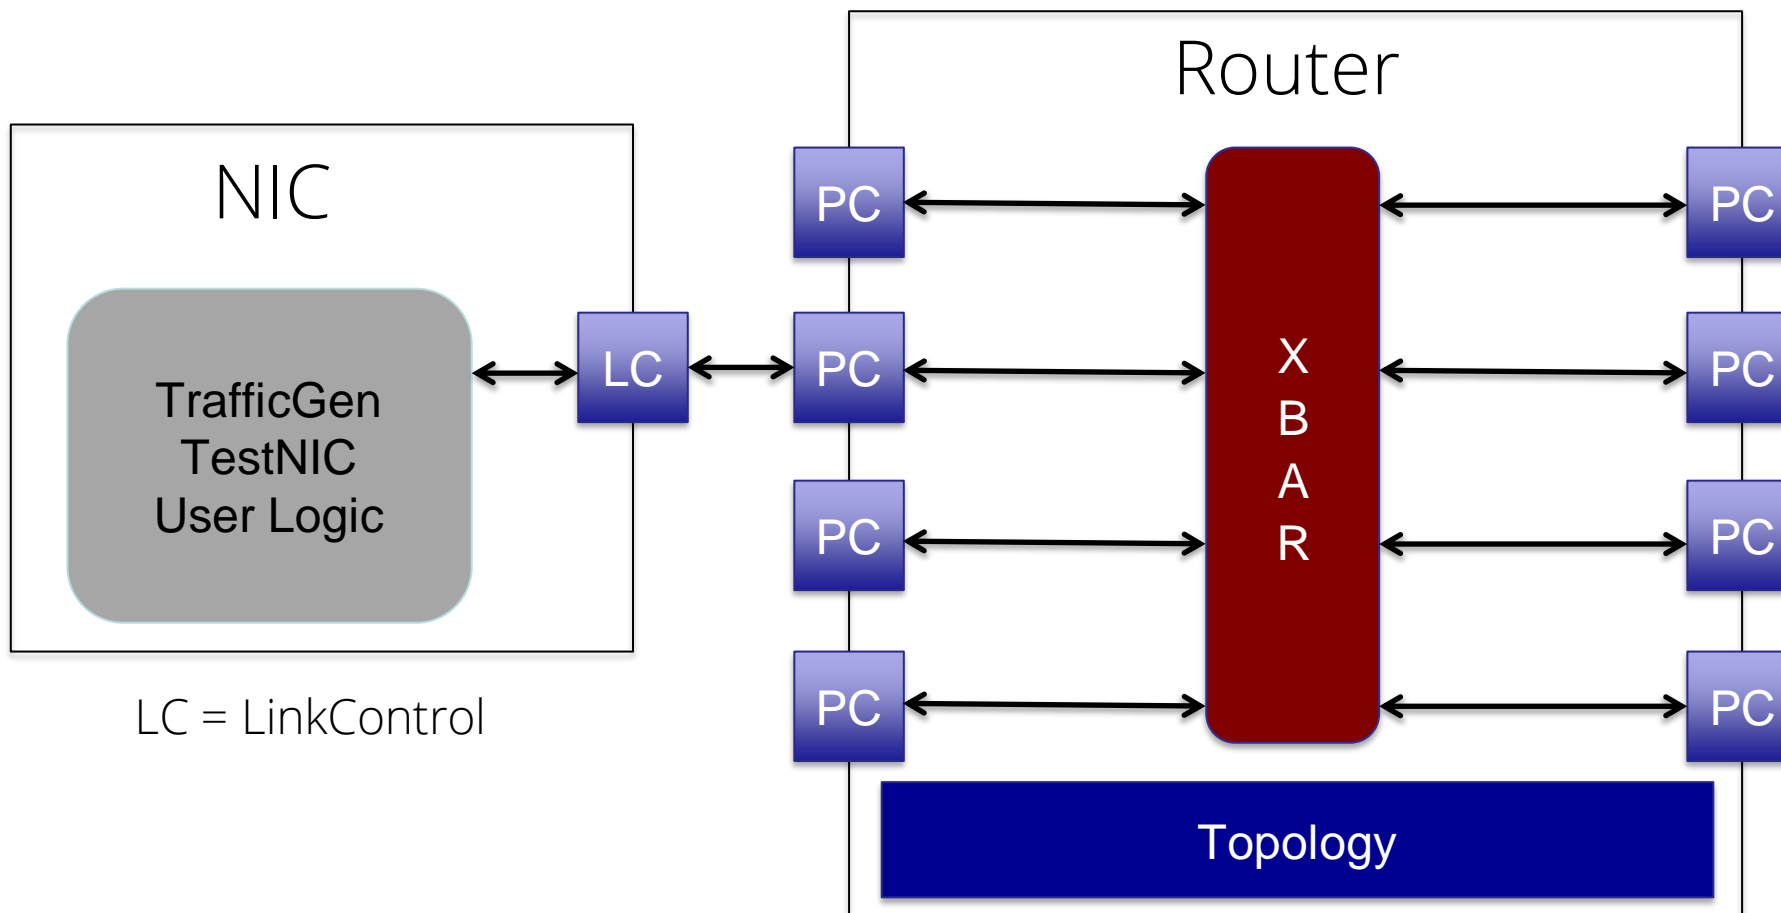 Router
NIC
PC
PC
LC
PC
PC
PC
PC
PC
PC
PC
X
B
A
R
TrafficGen
TestNIC
User Logic
LC = LinkControl
Topology